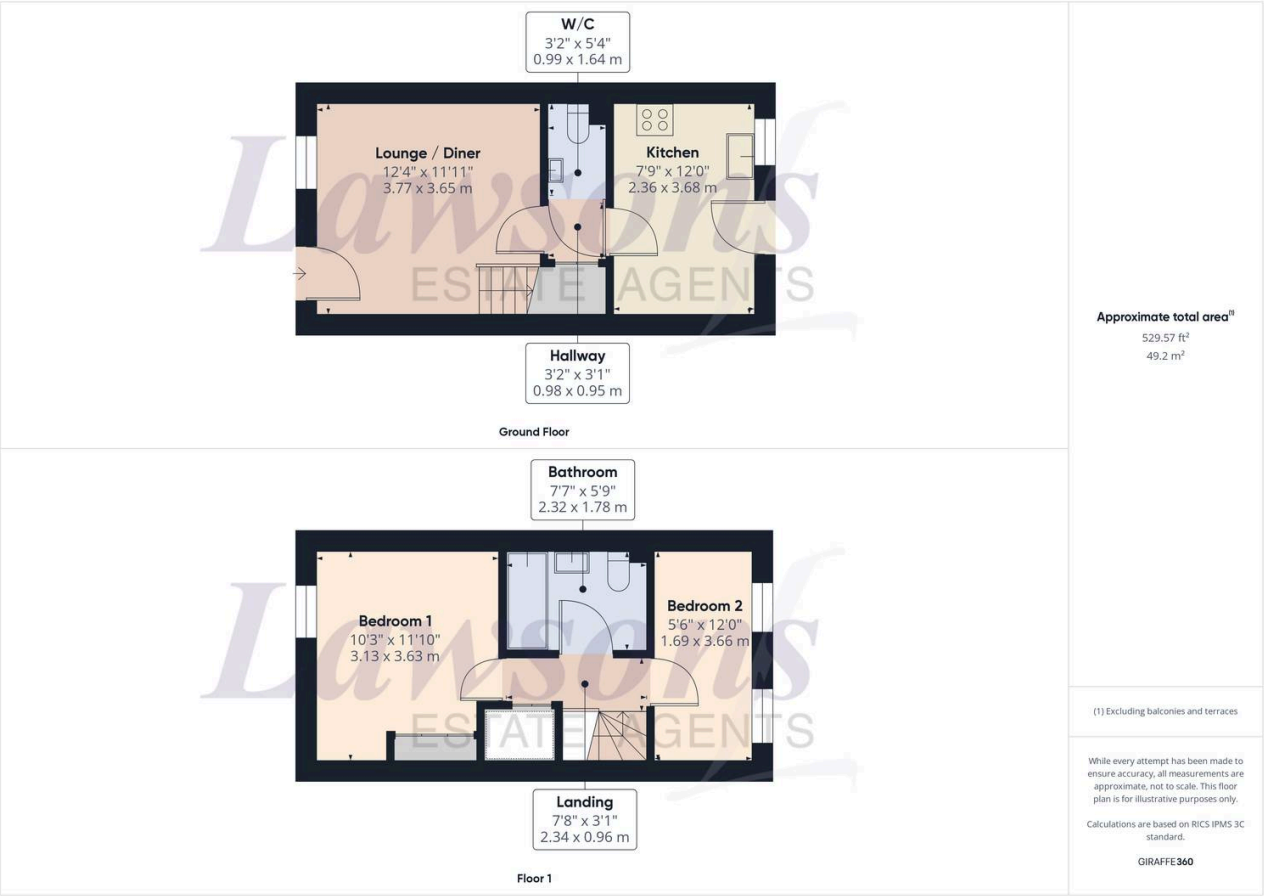 W/C
3'2" x 5'4"
0.99 x 1.64 m
Lounge / Diner
12'4" x 11'11"
3.77 x 3.65 m
Kitchen
7'9" x 12'0"
2.36 x 3.68 m
Lawsons
ESTATE AGENTS
Hallway
3'2" x 3'1"
0.98 x 0.95 m
Ground Floor
Bathroom
7'7" x 5'9"
2.32 x 1.78 m
Bedroom 1
10'3" x 11'10"
3.13 x 3.63 m
Bedroom 2
5'6" x 12'0"
1.69 x 3.66 m
Lawsons
ESTATE AGENTS
Landing
7'8" x 3'1"
2.34 x 0.96 m
Floor 1
Approximate total area(1)
529.57 ft²
49.2 m²
(1) Excluding balconies and terraces
While every attempt has been made to
ensure accuracy, all measurements are
approximate, not to scale. This floor
plan is for illustrative purposes only.
Calculations are based on RICS IPMS 3C
standard.
GIRAFFE360